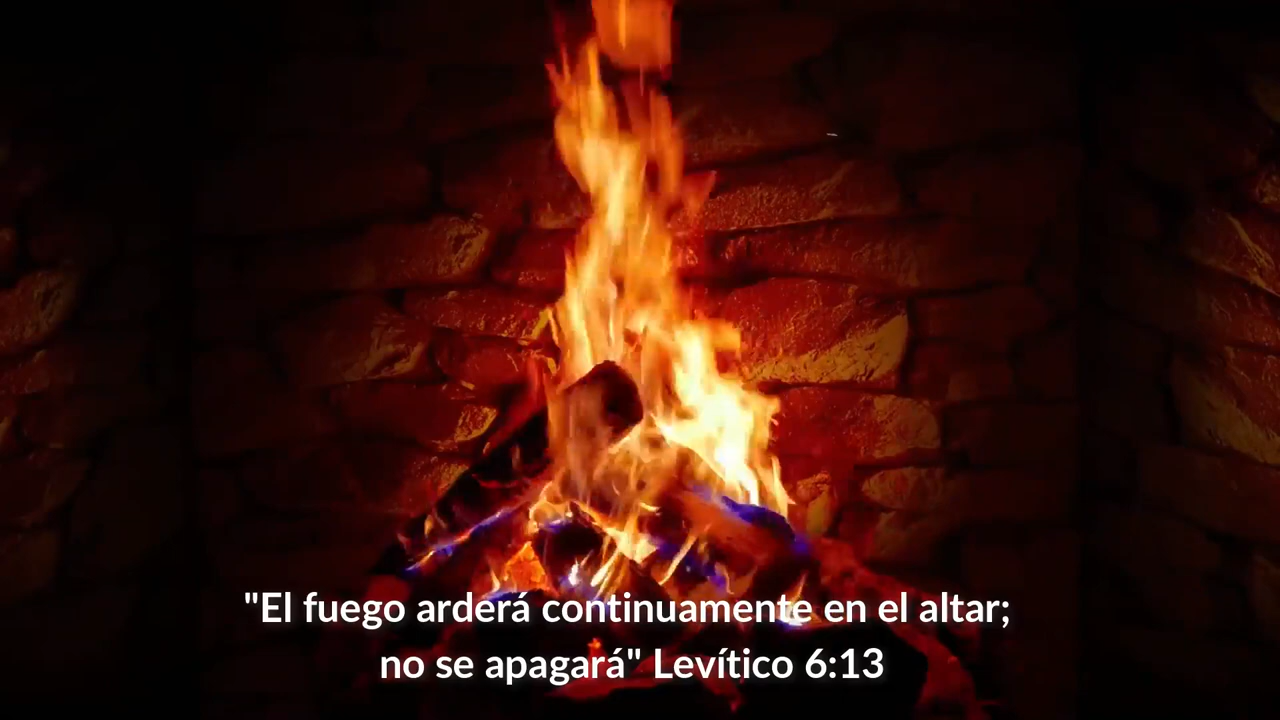 "El fuego arderá continuamente en el altar;
no se apagará" Levítico 6:13